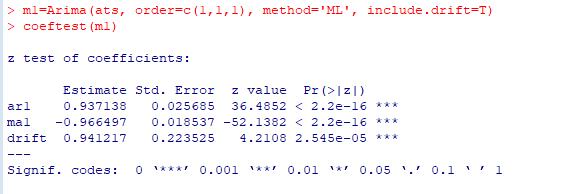 > m1=Arima(ats, order=c(1,1,1), method='ML', include.drift=T)
> coeftest(m1)
z test of coefficients:
Estimate Std. Error z value Pr(>|z|)
ar1 0.937138 0.025685 36.4852 < 2.2e-16 ***
ma1 -0.966497 0.018537 -52.1382 < 2.2e-16 ***
drift 0.941217 0.223525 4.2108 2.545e-05 ***
---
Signif. codes: 0 ‘***’ 0.001 ‘**’ 0.01 ‘*’ 0.05 ‘.’ 0.1 ‘ ’ 1